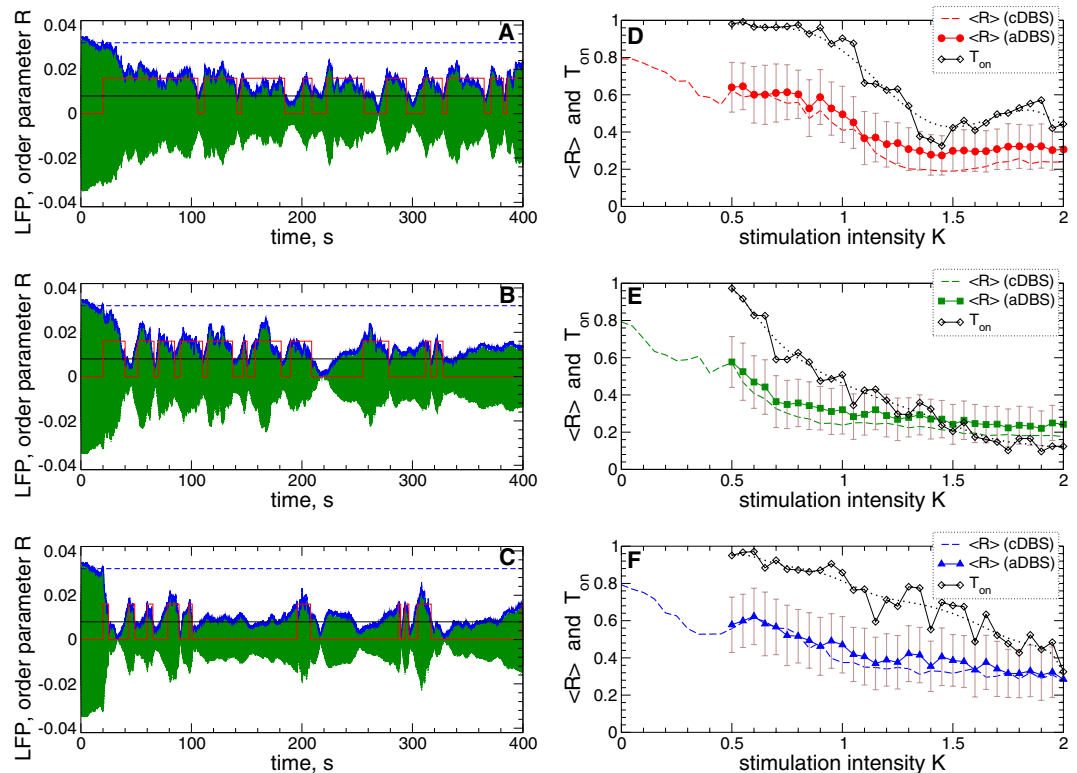 LFP, order parameter R
0.04
0.02
0
-0.02
-0.04
A
0 100 200 300 400
time, s
<R> and T_on
1
0.8
0.6
0.4
0.2
0
D
<R> (cDBS)
<R> (aDBS)
T_on
0 0.5 1 1.5 2
stimulation intensity K
LFP, order parameter R
0.04
0.02
0
-0.02
-0.04
B
0 100 200 300 400
time, s
<R> and T_on
1
0.8
0.6
0.4
0.2
0
E
<R> (cDBS)
<R> (aDBS)
T_on
0 0.5 1 1.5 2
stimulation intensity K
LFP, order parameter R
0.04
0.02
0
-0.02
-0.04
C
0 100 200 300 400
time, s
<R> and T_on
1
0.8
0.6
0.4
0.2
F
<R> (cDBS)
<R> (aDBS)
T_on
0 0.5 1 1.5 2
stimulation intensity K